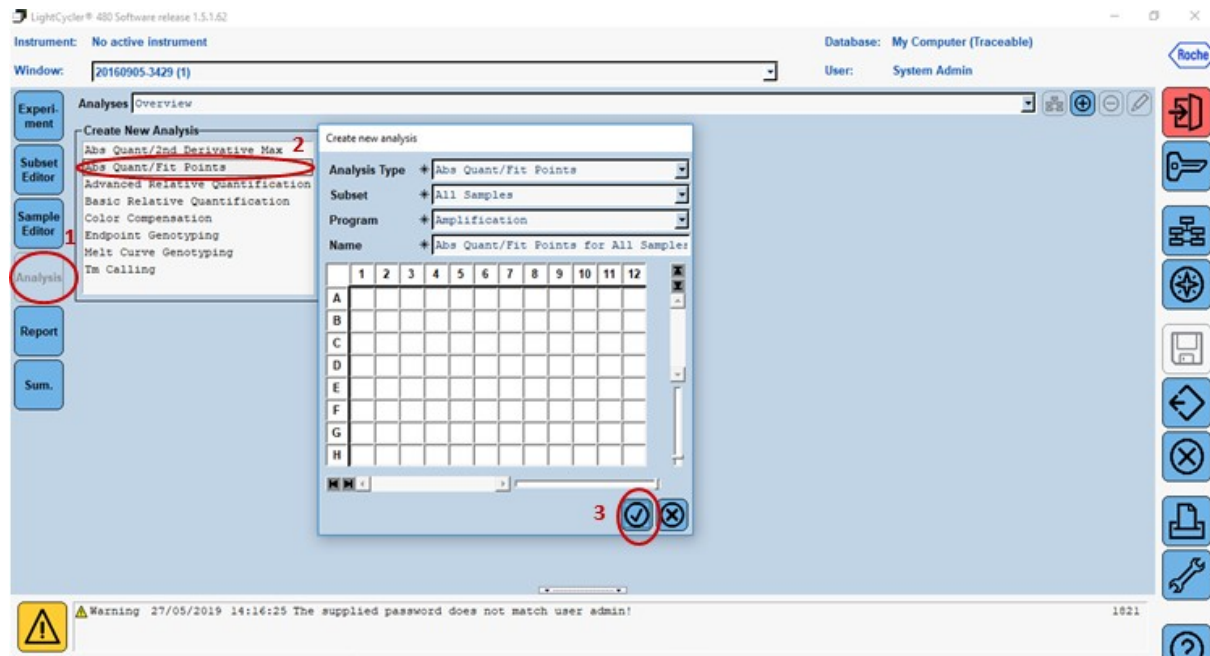 LightCycler® 480 Software release 1.5.1.62
Instrument: No active instrument
Database: My Computer (Traceable)
Window: 20160905-3429 (1)
User: System Admin
Roche
Experi-
ment
Subset
Editor
Sample
Editor
1
Analysis
Report
Sum.
Analyses Overview
Create New Analysis
2
Abs Quant/2nd Derivative Max
Abs Quant/Fit Points
Advanced Relative Quantification
Basic Relative Quantification
Color Compensation
Endpoint Genotyping
Melt Curve Genotyping
Tm Calling
Create new analysis
Analysis Type * Abs Quant/Fit Points
Subset * All Samples
Program * Amplification
Name * Abs Quant/Fit Points for All Samples
1 2 3 4 5 6 7 8 9 10 11 12
A
B
C
D
E
F
G
H
3
Warning 27/05/2019 14:16:25 The supplied password does not match user admin!
1821